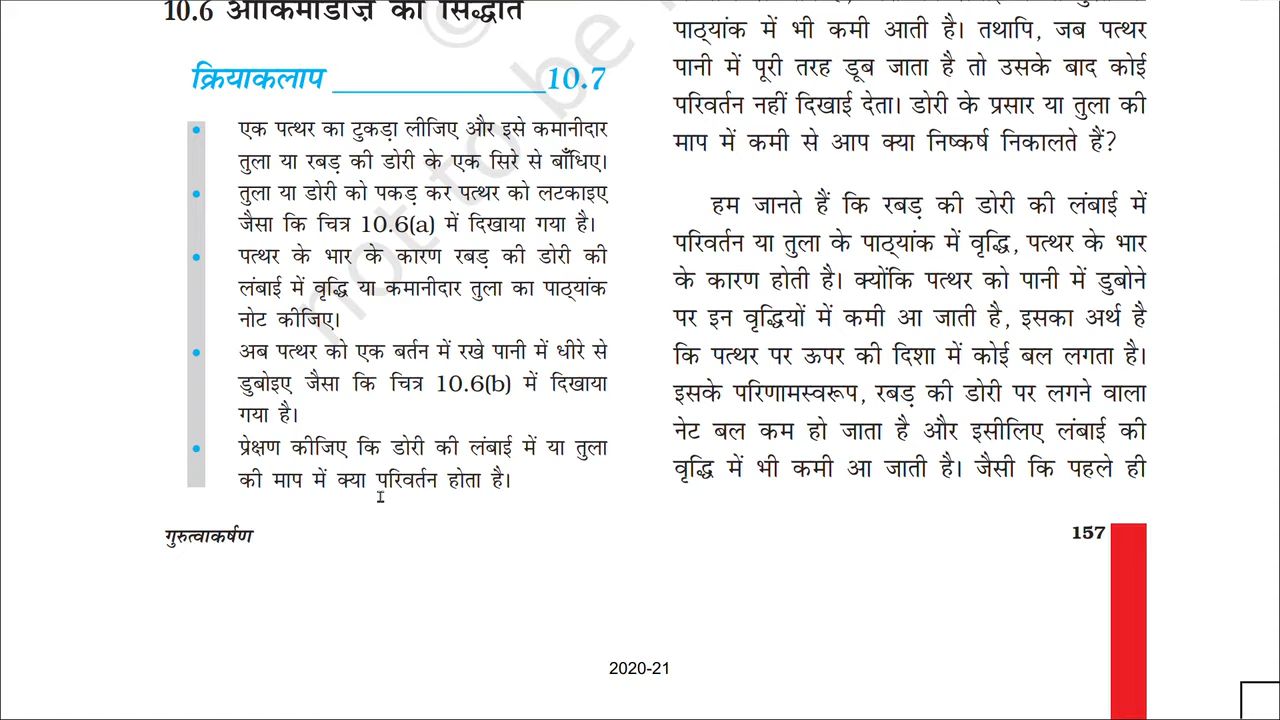 10.6 आर्किमीडीज़ का सिद्धांत
क्रियाकलाप 10.7
• एक पत्थर का टुकड़ा लीजिए और इसे कमानीदार
तुला या रबड़ की डोरी के एक सिरे से बाँधिए।
• तुला या डोरी को पकड़ कर पत्थर को लटकाइए
जैसा कि चित्र 10.6(a) में दिखाया गया है।
• पत्थर के भार के कारण रबड़ की डोरी की
लंबाई में वृद्धि या कमानीदार तुला का पाठ्यांक
नोट कीजिए।
• अब पत्थर को एक बर्तन में रखे पानी में धीरे से
डुबोइए जैसा कि चित्र 10.6(b) में दिखाया
गया है।
• प्रेक्षण कीजिए कि डोरी की लंबाई में या तुला
की माप में क्या परिवर्तन होता है।
पाठ्यांक में भी कमी आती है। तथापि, जब पत्थर
पानी में पूरी तरह डूब जाता है तो उसके बाद कोई
परिवर्तन नहीं दिखाई देता। डोरी के प्रसार या तुला की
माप में कमी से आप क्या निष्कर्ष निकालते हैं?
हम जानते हैं कि रबड़ की डोरी की लंबाई में
परिवर्तन या तुला के पाठ्यांक में वृद्धि, पत्थर के भार
के कारण होती है। क्योंकि पत्थर को पानी में डुबोने
पर इन वृद्धियों में कमी आ जाती है, इसका अर्थ है
कि पत्थर पर ऊपर की दिशा में कोई बल लगता है।
इसके परिणामस्वरूप, रबड़ की डोरी पर लगने वाला
नेट बल कम हो जाता है और इसीलिए लंबाई की
वृद्धि में भी कमी आ जाती है। जैसी कि पहले ही
गुरुत्वाकर्षण
157
2020-21
not to be